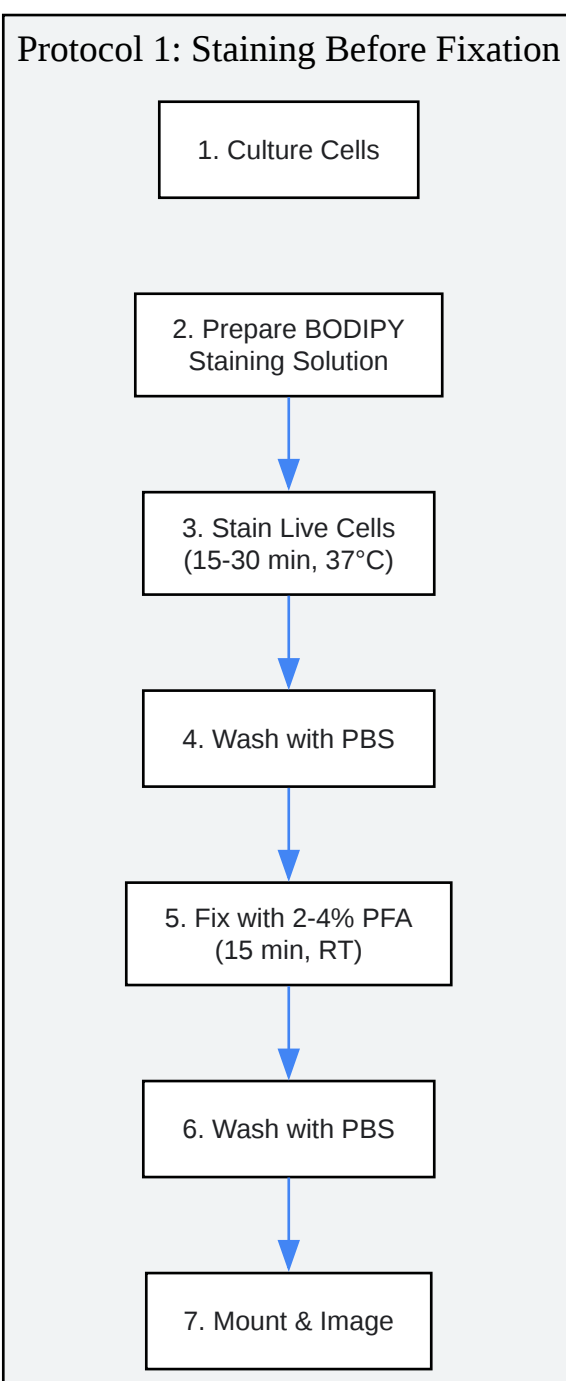 Protocol 1: Staining Before Fixation
1. Culture Cells
2. Prepare BODIPY
Staining Solution
3. Stain Live Cells
(15-30 min, 37°C)
4. Wash with PBS
5. Fix with 2-4% PFA
(15 min, RT)
6. Wash with PBS
7. Mount & Image